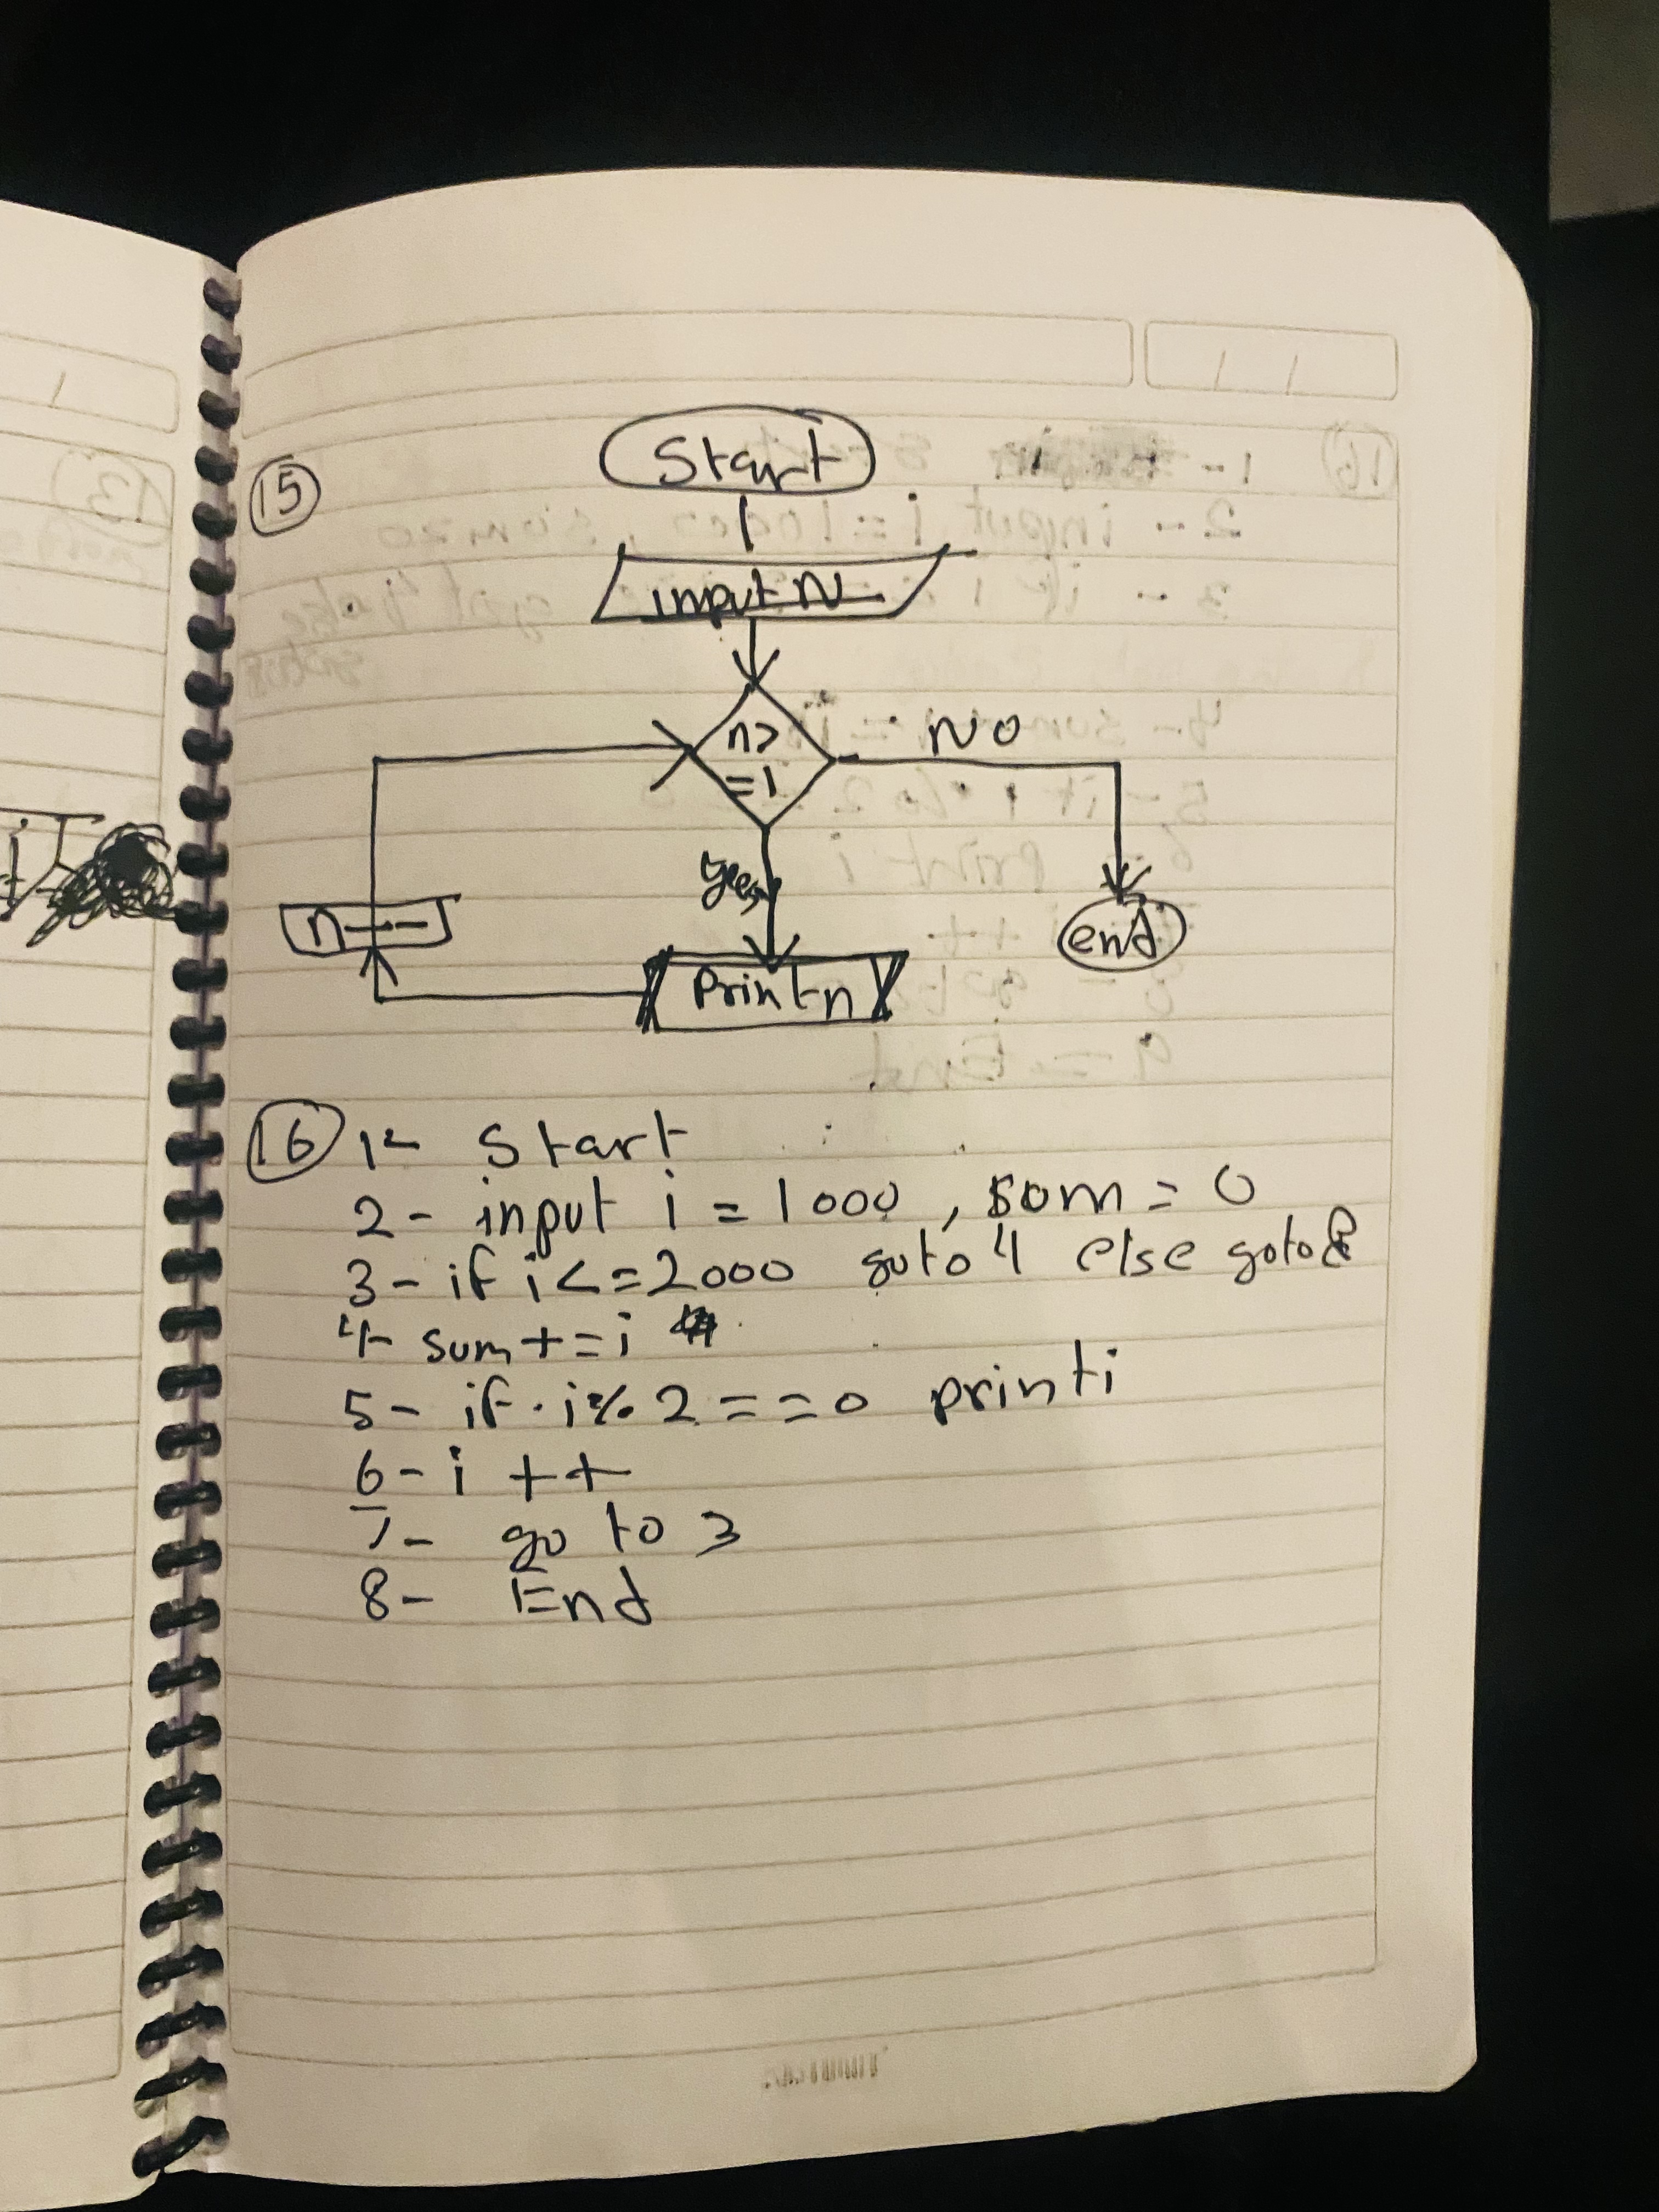 15
Start
input N
n>
=1
No
yes
n--
end
Print n
16 1- Start
2- input i = 1000 , som = 0
3- if i <= 2000 goto 4 else goto 8
4- sum += i
5- if i % 2 == 0 print i
6- i ++
7- go to 3
8- End